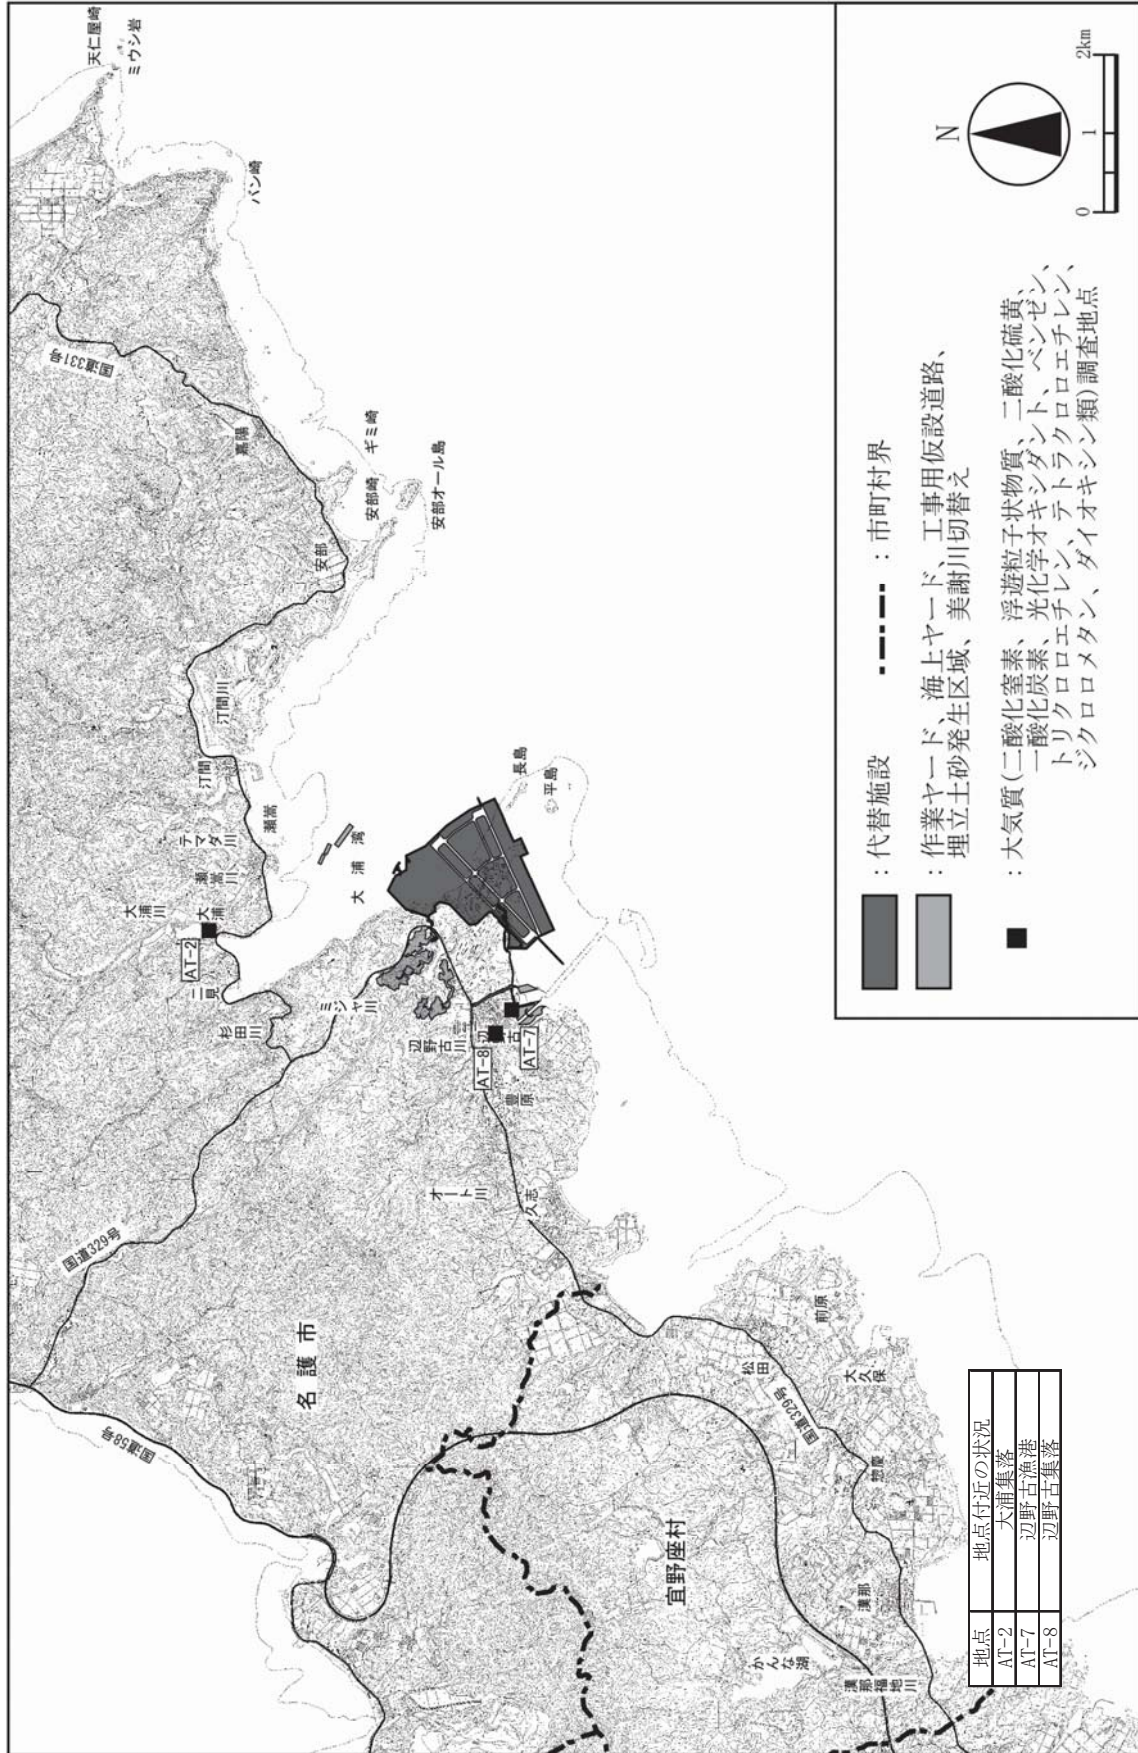 天仁屋崎
ミウシ岩
バン崎
国道331号
嘉陽
ギミ崎
安部崎
安部オール島
安部
汀間川
汀間
テマダ川
瀬嵩
瀬嵩川
大浦川
大浦
AT-2
二見
杉田川
大浦湾
長島
平島
ミジャ川
辺野古川
辺野古
AT-8
AT-7
豊原
オート川
久志
国道329号
名護市
国道58号
前原
松田
大久保
国道329号
惣慶
宜野座村
漢那
かんな湖
漢那福地川
地点 地点付近の状況
AT-2 大浦集落
AT-7 辺野古漁港
AT-8 辺野古集落
：代替施設 ：市町村界
：作業ヤード、海上ヤード、工事用仮設道路、
埋立土砂発生区域、美謝川切替え
：大気質(二酸化窒素、浮遊粒子状物質、二酸化硫黄、
一酸化炭素、光化学オキシダント、ベンゼン、
トリクロロエチレン、テトラクロロエチレン、
ジクロロメタン、ダイオキシン類)調査地点
N
0 1 2km